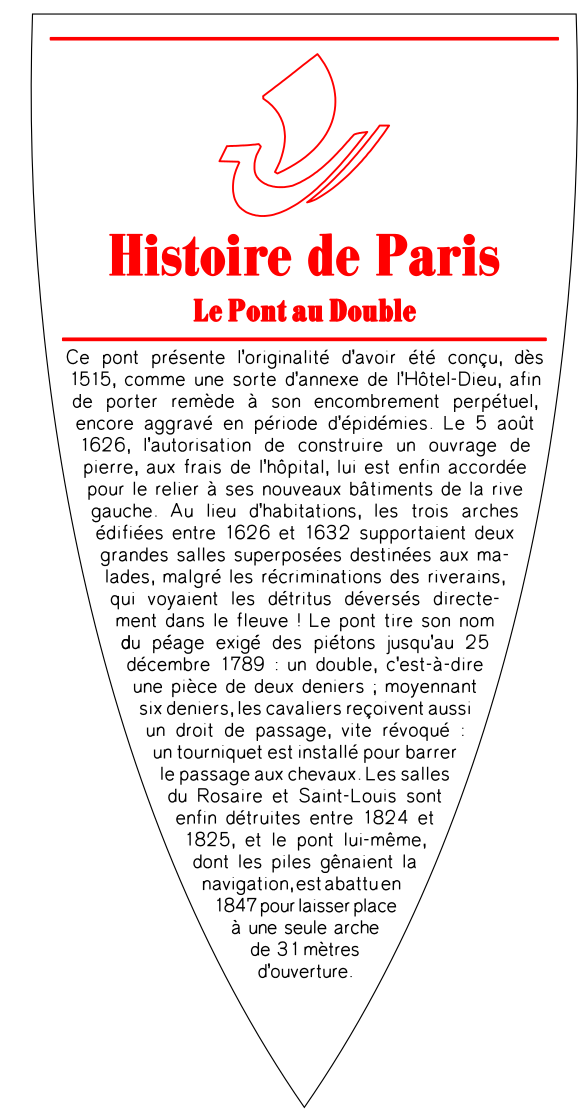 Histoire de Paris
Le Pont au Double
Ce pont présente l'originalité d'avoir été conçu, dès
1515, comme une sorte d'annexe de l'Hôtel-Dieu, afin
de porter remède à son encombrement perpétuel,
encore aggravé en période d'épidémies. Le 5 août
1626, l'autorisation de construire un ouvrage de
pierre, aux frais de l'hôpital, lui est enfin accordée
pour le relier à ses nouveaux bâtiments de la rive
gauche. Au lieu d'habitations, les trois arches
édifiées entre 1626 et 1632 supportaient deux
grandes salles superposées destinées aux ma-
lades, malgré les récriminations des riverains,
qui voyaient les détritus déversés directe-
ment dans le fleuve ! Le pont tire son nom
du péage exigé des piétons jusqu'au 25
décembre 1789 : un double, c'est-à-dire
une pièce de deux deniers ; moyennant
six deniers, les cavaliers reçoivent aussi
un droit de passage, vite révoqué :
un tourniquet est installé pour barrer
le passage aux chevaux. Les salles
du Rosaire et Saint-Louis sont
enfin détruites entre 1824 et
1825, et le pont lui-même,
dont les piles gênaient la
navigation, est abattu en
1847 pour laisser place
à une seule arche
de 31 mètres
d'ouverture.